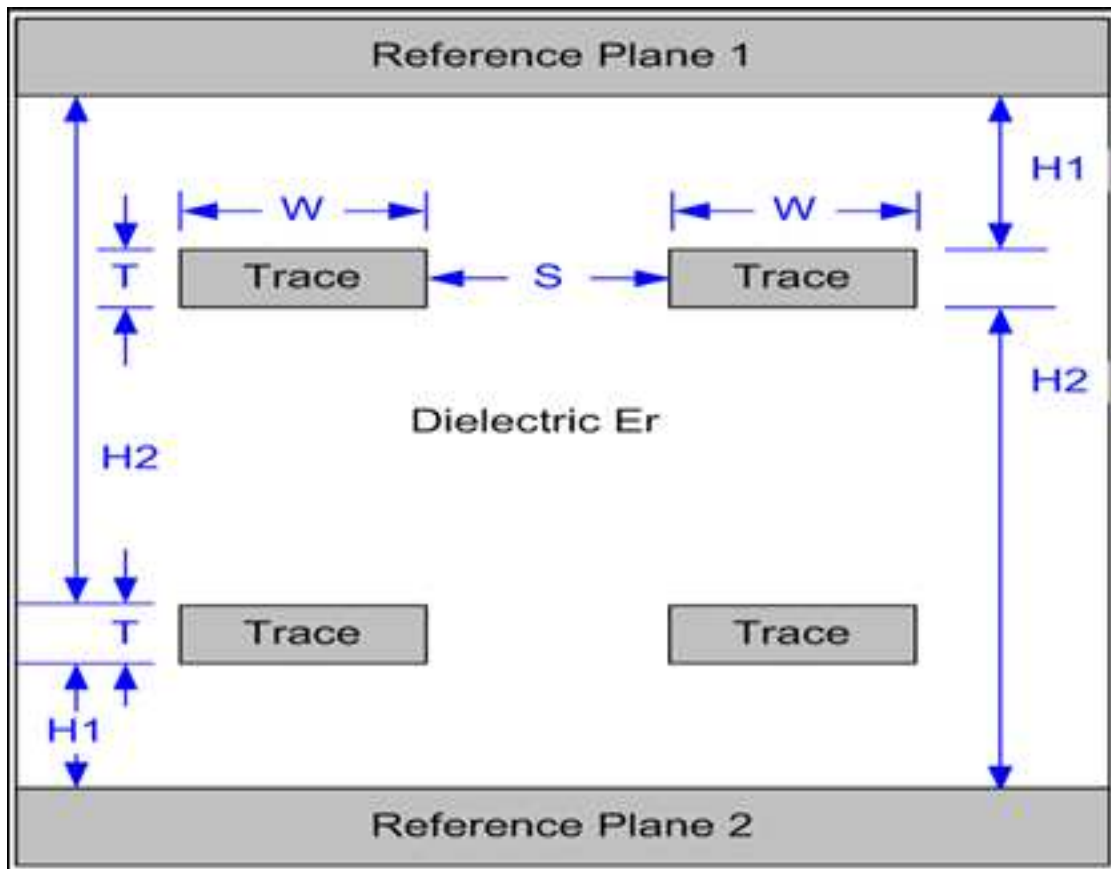 Reference Plane 1
H1
W
W
T
Trace
S
Trace
H2
Dielectric Er
H2
T
Trace
Trace
H1
Reference Plane 2